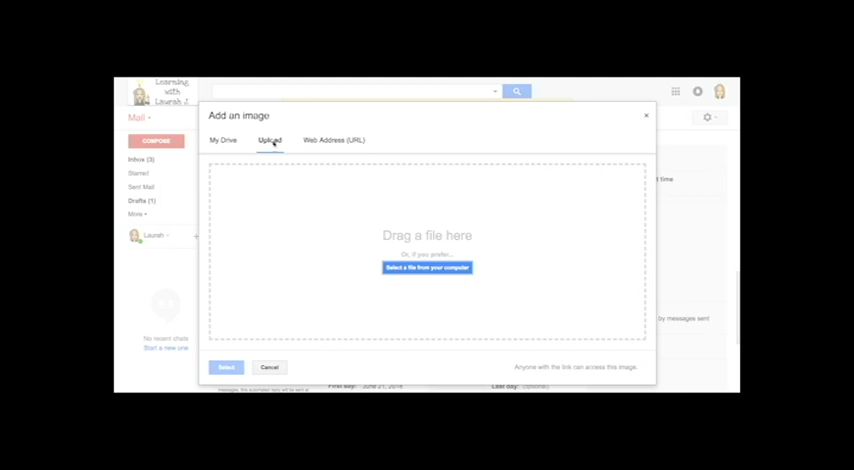 Learning
with
Laurah J.
Mail
Add an image
×
My Drive
Upload
Web Address (URL)
COMPOSE
Inbox (3)
Starred
Sent Mail
Drafts (1)
More
t time
Laurah
+
Drag a file here
Or, if you prefer...
Select a file from your computer
by messages sent
No recent chats
Start a new one
Select
Cancel
Anyone with the link can access this image.
First day: June 21, 2016
Last day: (optional)